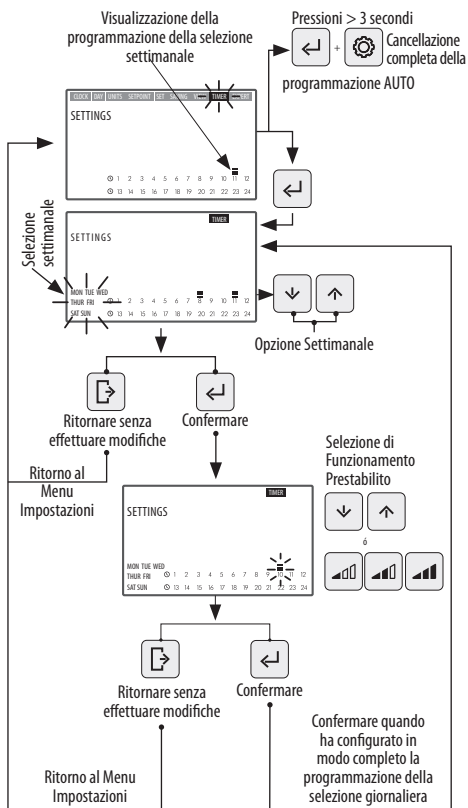 Visualizzazione della
programmazione della selezione
settimanale
Pressioni > 3 secondi
+
Cancellazione
completa della
programmazione AUTO
CLOCK DAY UNITS SETPOINT SET TIMER
SETTINGS
1 2 3 4 5 6 7 8 9 10 11 12
13 14 15 16 17 18 19 20 21 22 23 24
TIMER
SETTINGS
Selezione
settimanale
MON TUE WED
THUR FRI 1 2 3 4 5 6 7 8 9 10 11 12
SAT SUN 13 14 15 16 17 18 19 20 21 22 23 24
Opzione Settimanale
Ritornare senza
effettuare modifiche
Confermare
Ritorno al
Menu
Impostazioni
Selezione di
Funzionamento
Prestabilito
ó
TIMER
SETTINGS
MON TUE WED
THUR FRI 1 2 3 4 5 6 7 8 9 10 11 12
SAT SUN 13 14 15 16 17 18 19 20 21 22 23 24
Ritornare senza
effettuare modifiche
Confermare
Ritorno al Menu
Impostazioni
Confermare quando
ha configurato in
modo completo la
programmazione della
selezione giornaliera